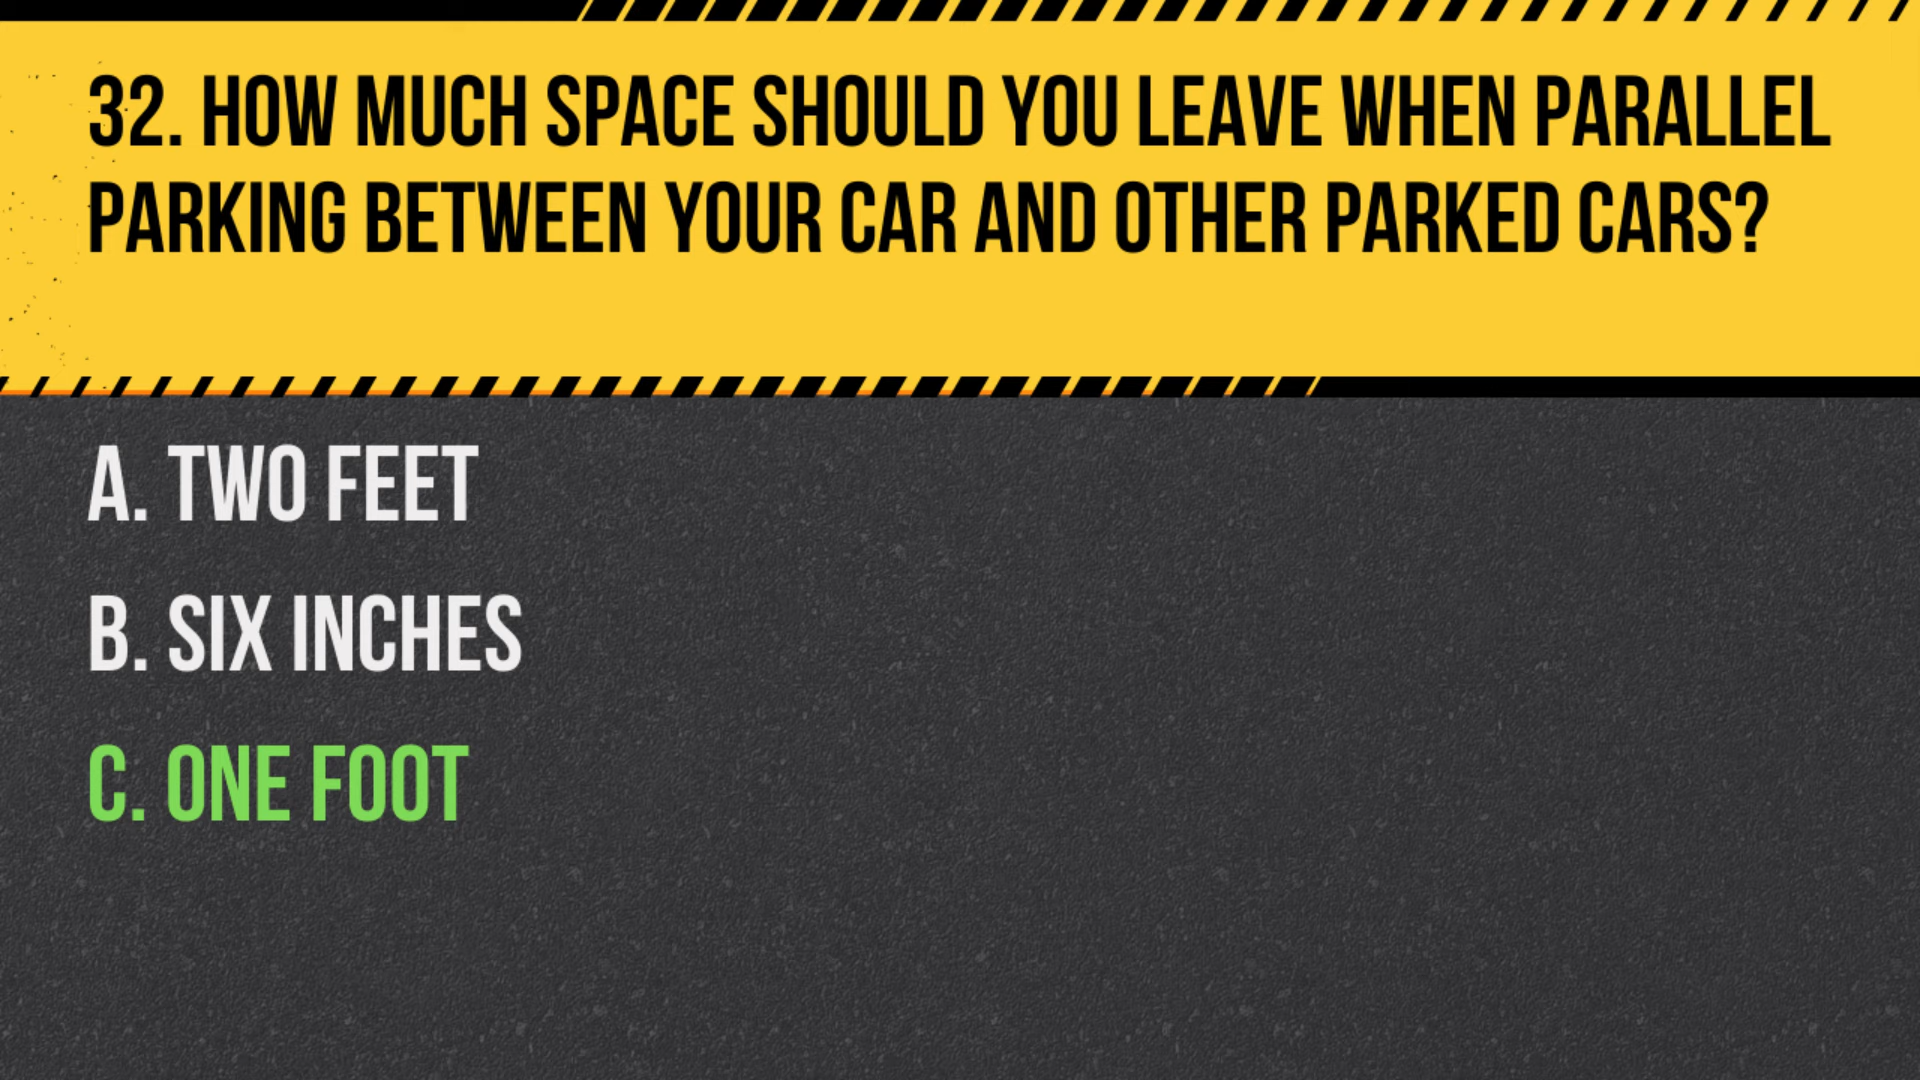 32. HOW MUCH SPACE SHOULD YOU LEAVE WHEN PARALLEL
PARKING BETWEEN YOUR CAR AND OTHER PARKED CARS?
A. TWO FEET
B. SIX INCHES
C. ONE FOOT